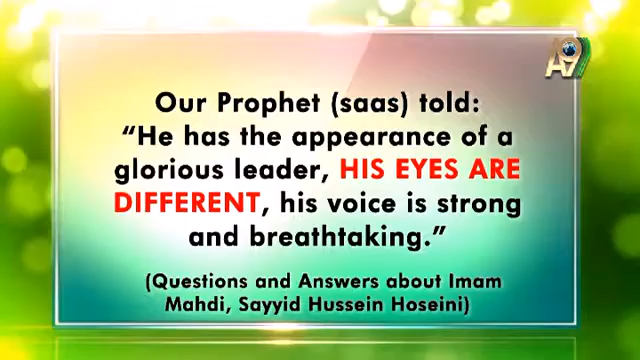 A9
Our Prophet (saas) told:
“He has the appearance of a
glorious leader, HIS EYES ARE
DIFFERENT, his voice is strong
and breathtaking.”
(Questions and Answers about Imam
Mahdi, Sayyid Hussein Hoseini)